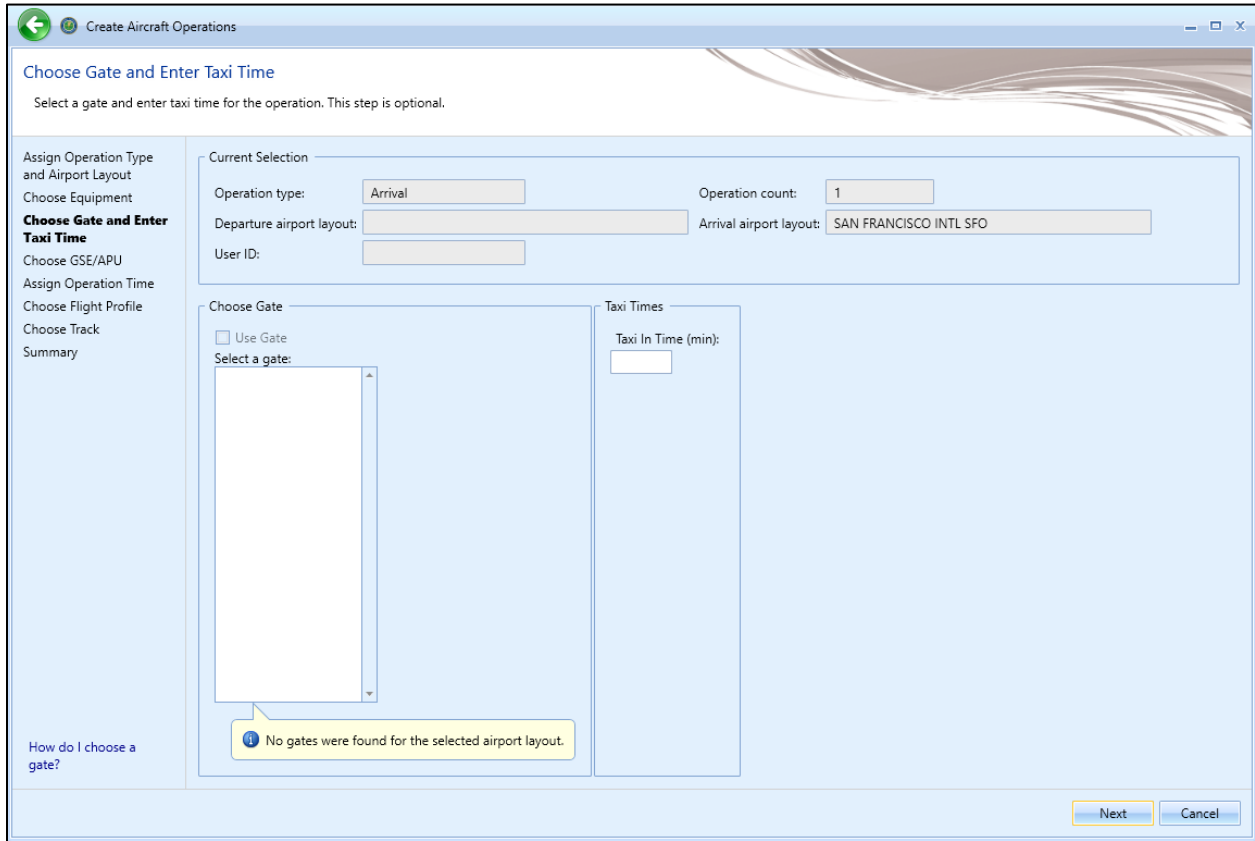 Create Aircraft Operations
Choose Gate and Enter Taxi Time
Select a gate and enter taxi time for the operation. This step is optional.
Assign Operation Type
and Airport Layout
Choose Equipment
Choose Gate and Enter
Taxi Time
Choose GSE/APU
Assign Operation Time
Choose Flight Profile
Choose Track
Summary
How do I choose a
gate?
Current Selection
Operation type: Arrival Operation count: 1
Departure airport layout: Arrival airport layout: SAN FRANCISCO INTL SFO
User ID:
Choose Gate
Use Gate
Select a gate:
No gates were found for the selected airport layout.
Taxi Times
Taxi In Time (min):
Next Cancel